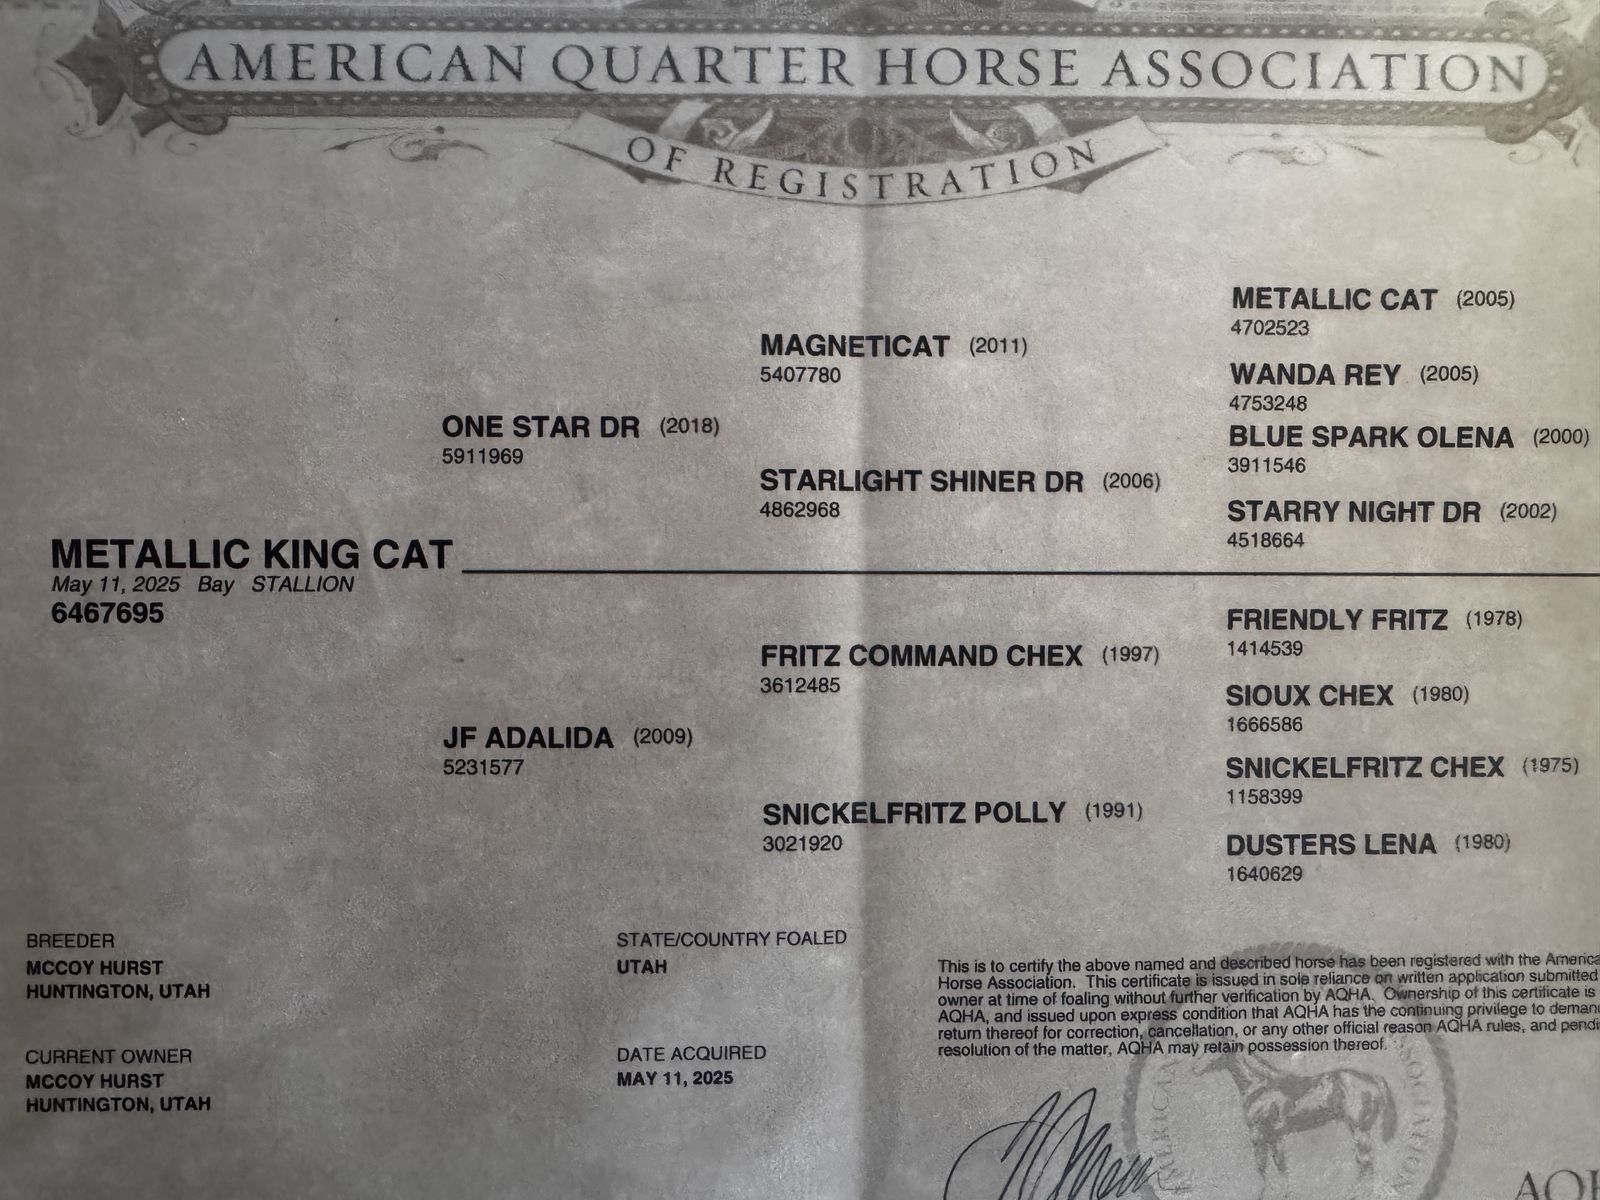 AMERICAN QUARTER HORSE ASSOCIATION
OF REGISTRATION
METALLIC CAT (2005)
4702523
MAGNETICAT (2011)
5407780
WANDA REY (2005)
4753248
ONE STAR DR (2018)
5911969
BLUE SPARK OLENA (2000)
3911546
STARLIGHT SHINER DR (2006)
4862968
STARRY NIGHT DR (2002)
4518664
METALLIC KING CAT
May 11, 2025 Bay STALLION
6467695
FRIENDLY FRITZ (1978)
1414539
FRITZ COMMAND CHEX (1997)
3612485
SIOUX CHEX (1980)
1666586
JF ADALIDA (2009)
5231577
SNICKELFRITZ CHEX (1975)
1158399
SNICKELFRITZ POLLY (1991)
3021920
DUSTERS LENA (1980)
1640629
BREEDER
MCCOY HURST
HUNTINGTON, UTAH
STATE/COUNTRY FOALED
UTAH
CURRENT OWNER
MCCOY HURST
HUNTINGTON, UTAH
DATE ACQUIRED
MAY 11, 2025
This is to certify the above named and described horse has been registered with the America
Horse Association. This certificate is issued in sole reliance on written application submitted
owner at time of foaling without further verification by AQHA. Ownership of this certificate is
AQHA, and issued upon express condition that AQHA has the continuing privilege to deman
return thereof for correction, cancellation, or any other official reason AQHA rules, and pendi
resolution of the matter, AQHA may retain possession thereof.